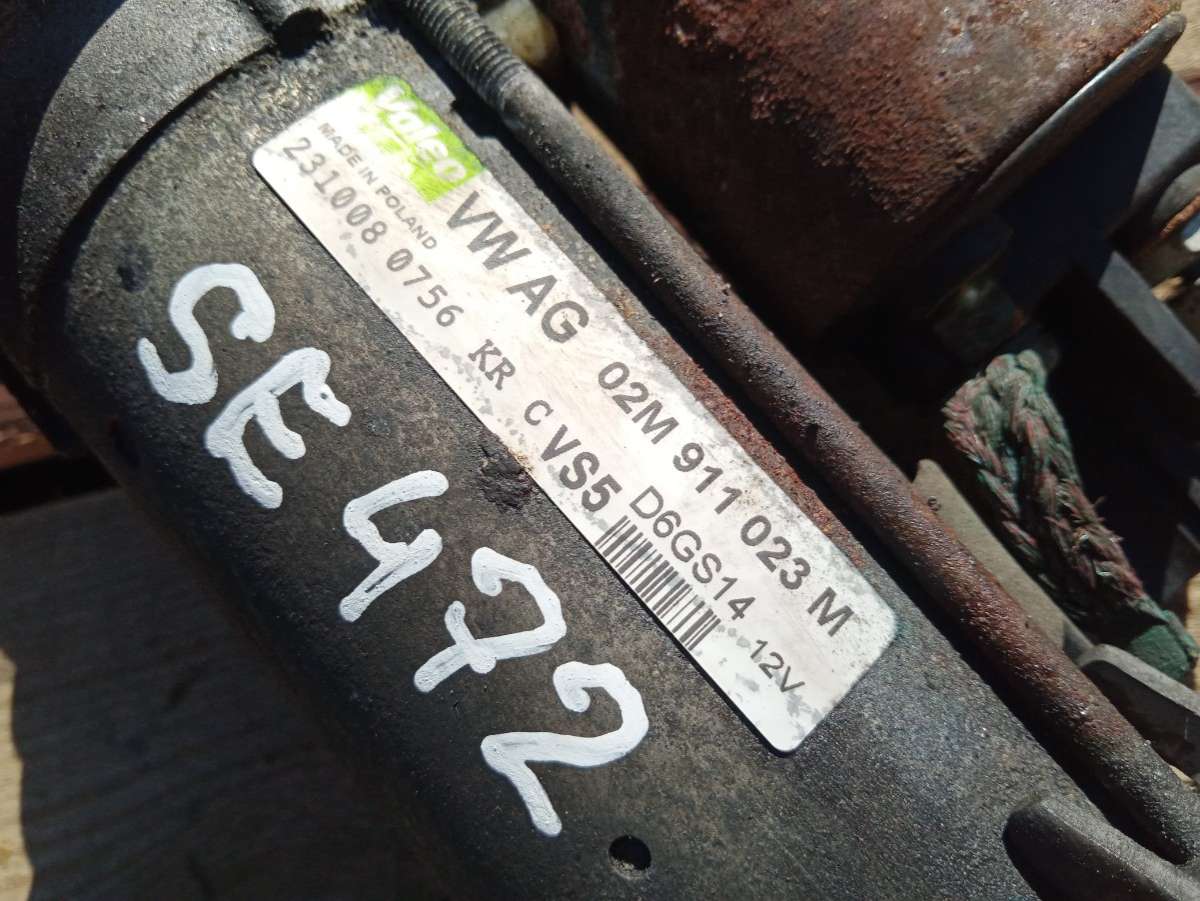 Valeo
VW AG 02M 911 023 M
MADE IN POLAND
231008 0756 KR C VS5 D6GS14 12V
SE472